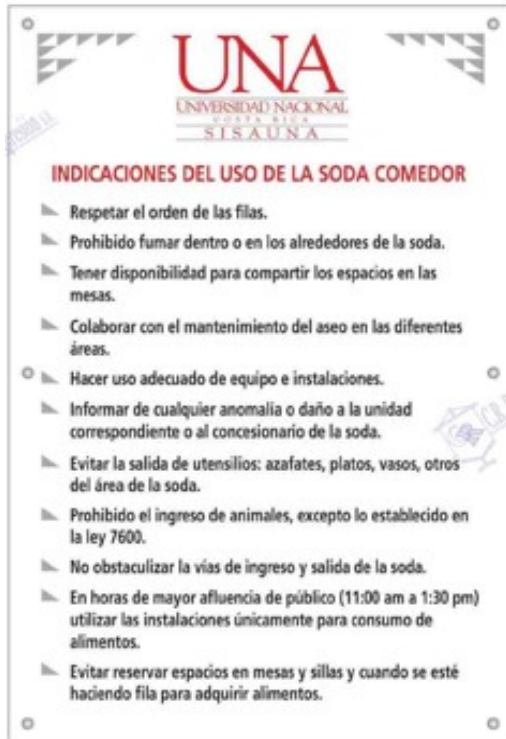 UNA
UNIVERSIDAD NACIONAL
COSTA RICA
SISAUNA
INDICACIONES DEL USO DE LA SODA COMEDOR
Respetar el orden de las filas.
Prohibido fumar dentro o en los alrededores de la soda.
Tener disponibilidad para compartir los espacios en las
mesas.
Colaborar con el mantenimiento del aseo en las diferentes
áreas.
Hacer uso adecuado de equipo e instalaciones.
Informar de cualquier anomalía o daño a la unidad
correspondiente o al concesionario de la soda.
Evitar la salida de utensilios: azafates, platos, vasos, otros
del área de la soda.
Prohibido el ingreso de animales, excepto lo establecido en
la ley 7600.
No obstaculizar la vías de ingreso y salida de la soda.
En horas de mayor afluencia de público (11:00 am a 1:30 pm)
utilizar las instalaciones únicamente para consumo de
alimentos.
Evitar reservar espacios en mesas y sillas y cuando se esté
haciendo fila para adquirir alimentos.